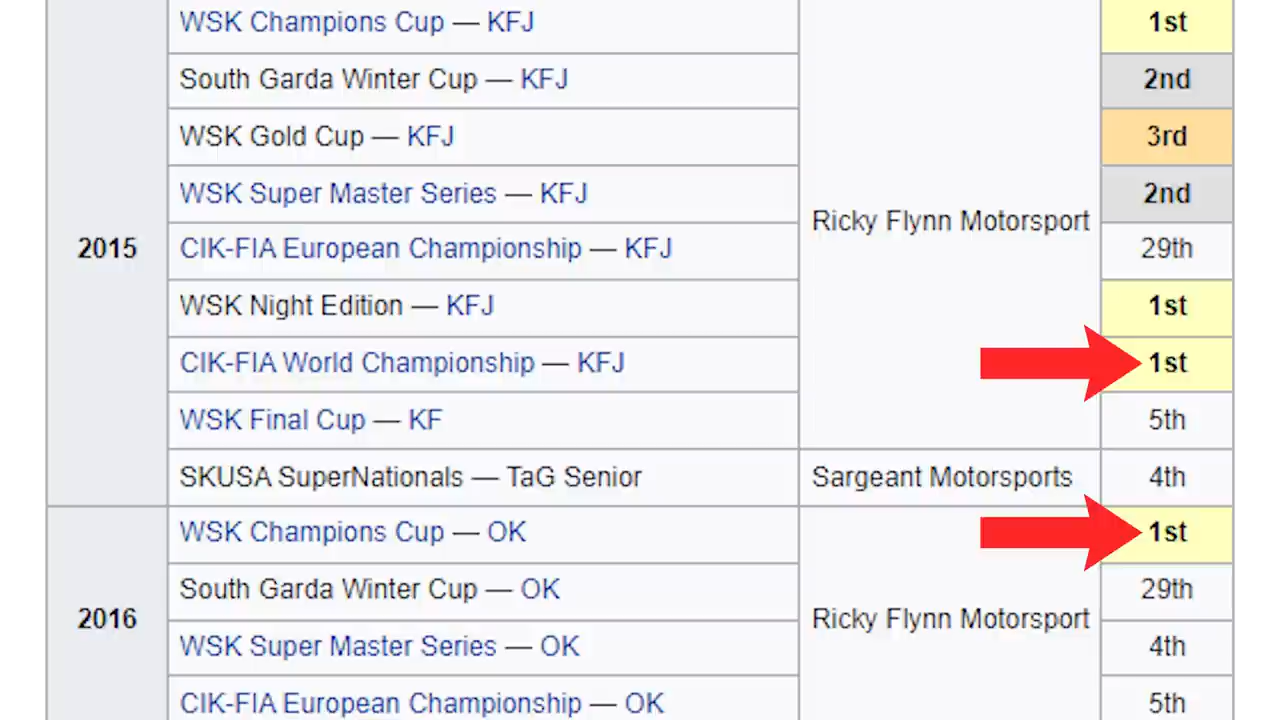 WSK Champions Cup — KFJ
1st
South Garda Winter Cup — KFJ
2nd
WSK Gold Cup — KFJ
3rd
WSK Super Master Series — KFJ
2nd
Ricky Flynn Motorsport
2015
CIK-FIA European Championship — KFJ
29th
WSK Night Edition — KFJ
1st
CIK-FIA World Championship — KFJ
1st
WSK Final Cup — KF
5th
SKUSA SuperNationals — TaG Senior
Sargeant Motorsports
4th
WSK Champions Cup — OK
1st
South Garda Winter Cup — OK
29th
2016
Ricky Flynn Motorsport
WSK Super Master Series — OK
4th
CIK-FIA European Championship — OK
5th